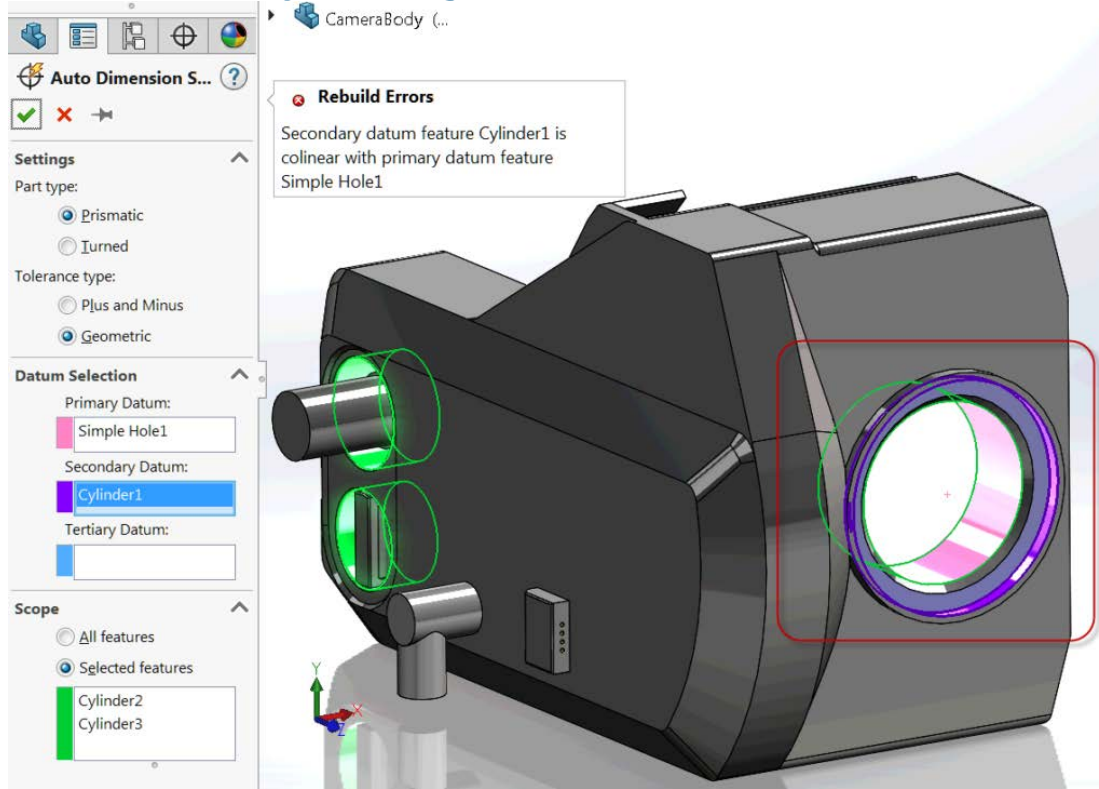 CameraBody (...
Auto Dimension S... ?
Rebuild Errors
Secondary datum feature Cylinder1 is
colinear with primary datum feature
Simple Hole1
Settings
Part type:
Prismatic
Turned
Tolerance type:
Plus and Minus
Geometric
Datum Selection
Primary Datum:
Simple Hole1
Secondary Datum:
Cylinder1
Tertiary Datum:
Scope
All features
Selected features
Cylinder2
Cylinder3
Y
X
Z